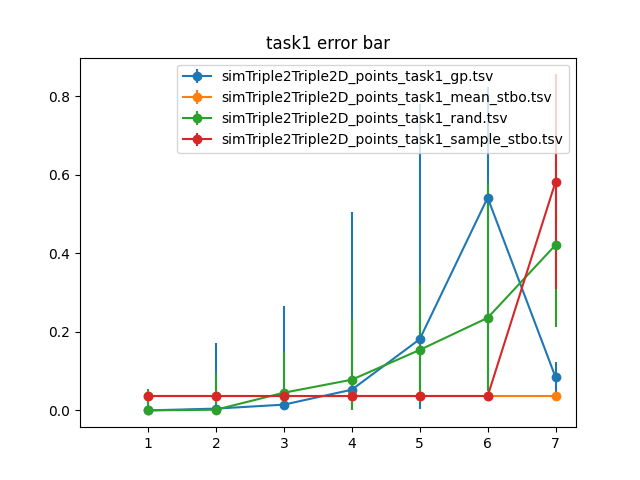 task1 error bar
simTriple2Triple2D_points_task1_gp.tsv
simTriple2Triple2D_points_task1_mean_stbo.tsv
simTriple2Triple2D_points_task1_rand.tsv
simTriple2Triple2D_points_task1_sample_stbo.tsv
0.8
0.6
0.4
0.2
0.0
1 2 3 4 5 6 7